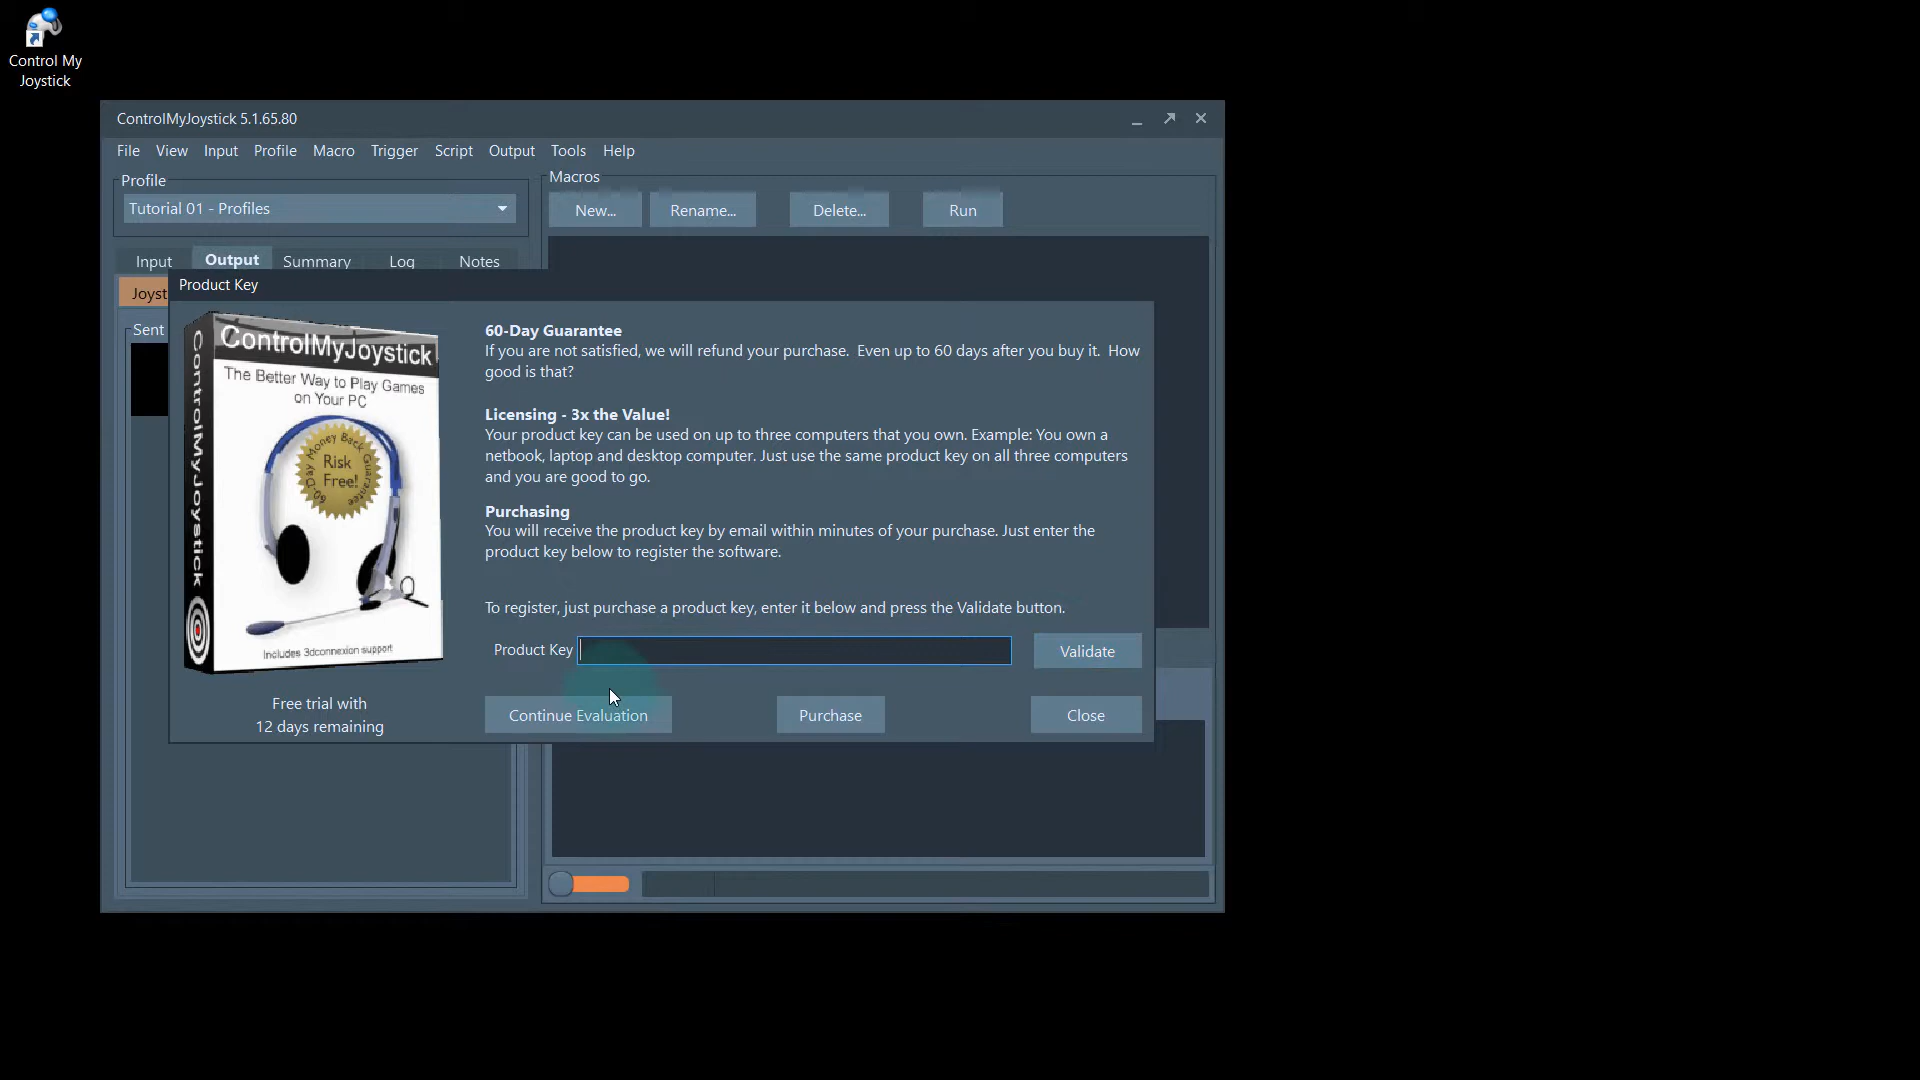 Control My
Joystick
ControlMyJoystick 5.1.65.80
File View Input Profile Macro Trigger Script Output Tools Help
Profile
Tutorial 01 - Profiles
Macros
New... Rename... Delete... Run
Input Output Summary Log Notes
Joyst
Sent
Product Key
ControlMyJoystick
ControlMyJoystick
The Better Way to Play Games
on Your PC
60-Day Money Back Guarantee
Risk
Free!
Includes 3dconnexion support
Free trial with
12 days remaining
60-Day Guarantee
If you are not satisfied, we will refund your purchase.  Even up to 60 days after you buy it.  How
good is that?
Licensing - 3x the Value!
Your product key can be used on up to three computers that you own. Example: You own a
netbook, laptop and desktop computer. Just use the same product key on all three computers
and you are good to go.
Purchasing
You will receive the product key by email within minutes of your purchase. Just enter the
product key below to register the software.
To register, just purchase a product key, enter it below and press the Validate button.
Product Key
Validate
Continue Evaluation Purchase Close